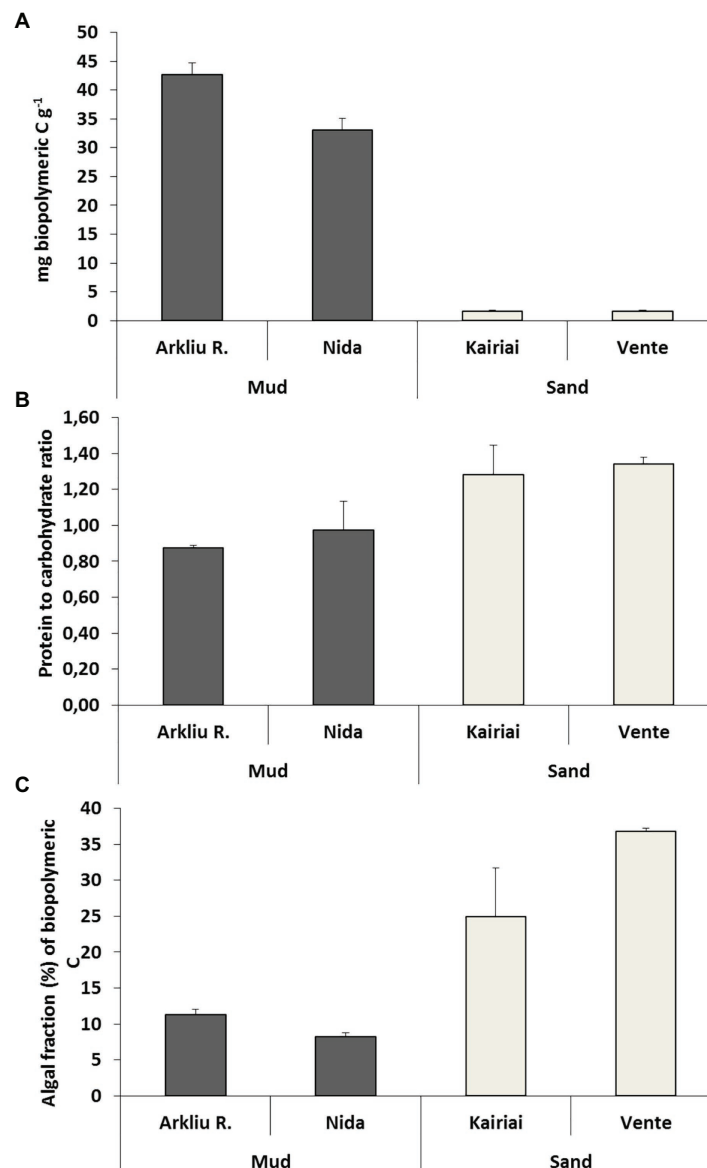 A
mg biopolymeric C g⁻¹
50
45
40
35
30
25
20
15
10
5
0
Arkliu R. Nida Kairiai Vente
Mud Sand
B
Protein to carbohydrate ratio
1,60
1,40
1,20
1,00
0,80
0,60
0,40
0,20
0,00
Arkliu R. Nida Kairiai Vente
Mud Sand
C
Algal fraction (%) of biopolymeric
C
40
35
30
25
20
15
10
5
0
Arkliu R. Nida Kairiai Vente
Mud Sand